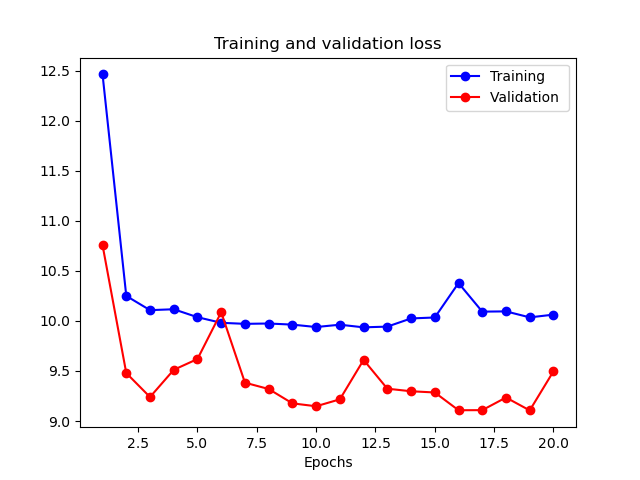 Training and validation loss
Training
Validation
12.5
12.0
11.5
11.0
10.5
10.0
9.5
9.0
2.5 5.0 7.5 10.0 12.5 15.0 17.5 20.0
Epochs